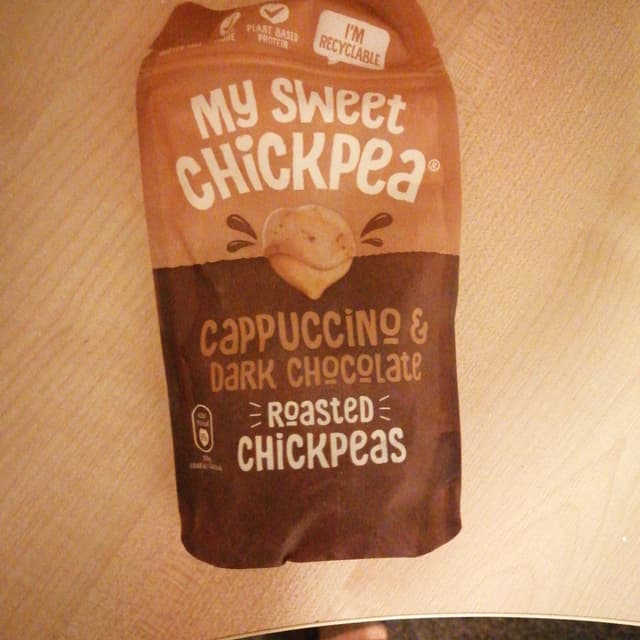 PLANT BASED
PROTEIN
I'M
RECYCLABLE
MY SWEET
CHICKPEA®
CAPPUCCINO &
DARK CHOCOLATE
ROASTED
CHICKPEAS